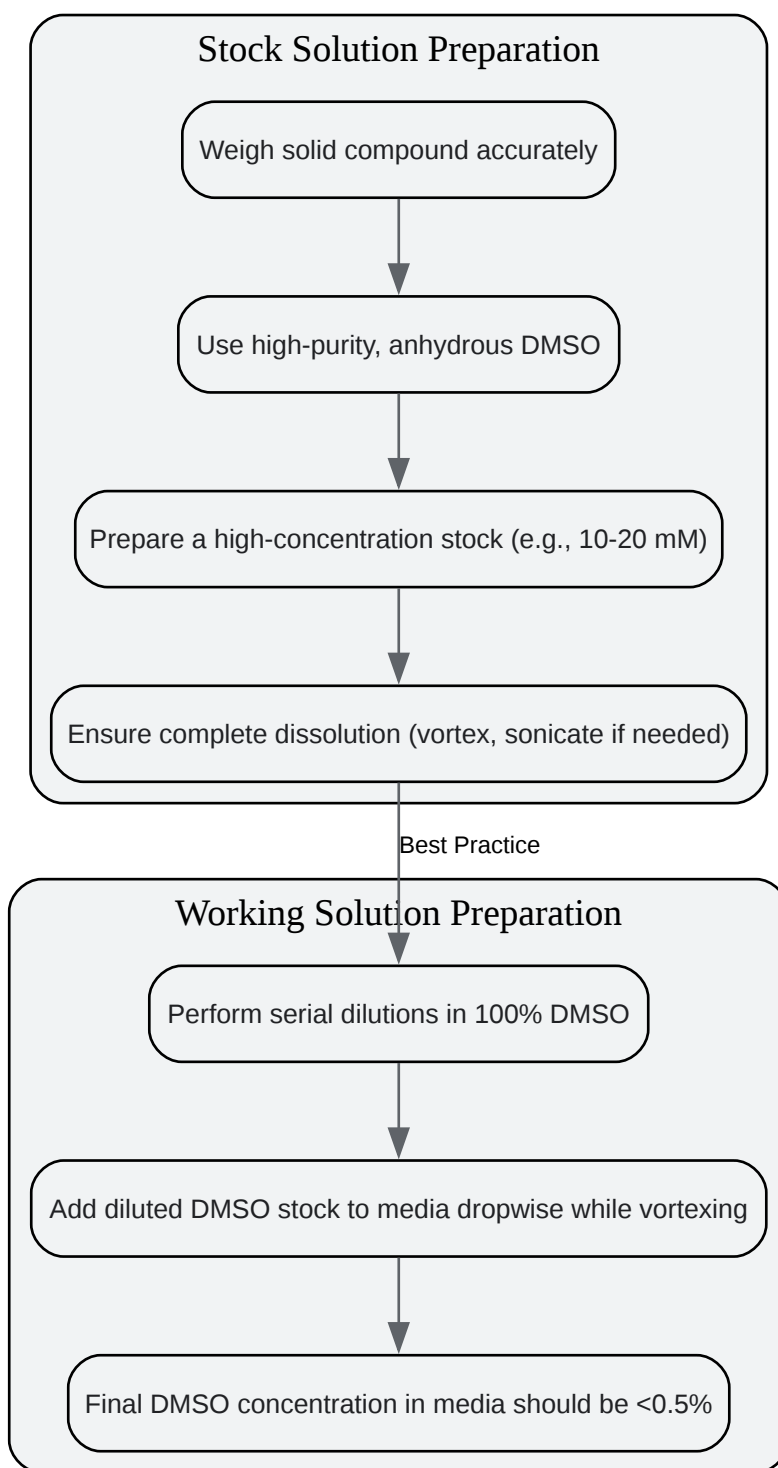 Stock Solution Preparation
Weigh solid compound accurately
Use high-purity, anhydrous DMSO
Prepare a high-concentration stock (e.g., 10-20 mM)
Ensure complete dissolution (vortex, sonicate if needed)
Best Practice
Working Solution Preparation
Perform serial dilutions in 100% DMSO
Add diluted DMSO stock to media dropwise while vortexing
Final DMSO concentration in media should be <0.5%